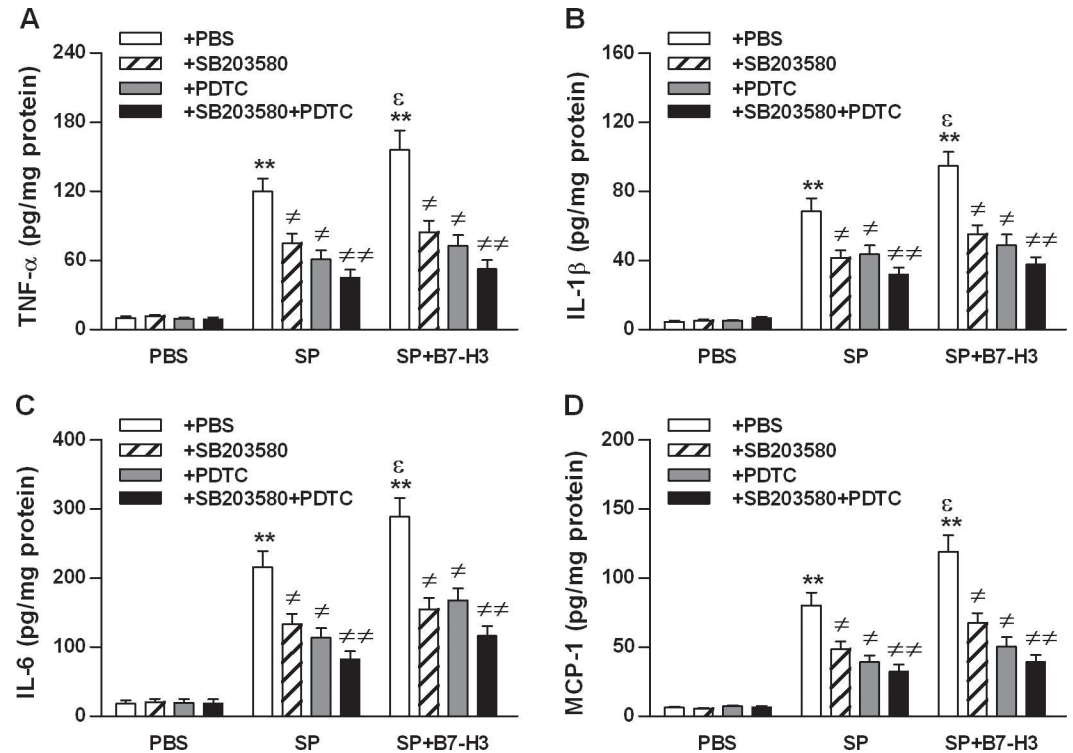 A
+PBS
+SB203580
+PDTC
+SB203580+PDTC
TNF-α (pg/mg protein)
240
180
120
60
0
**
≠
≠
≠≠
ε
**
≠
≠
≠≠
PBS SP SP+B7-H3
B
+PBS
+SB203580
+PDTC
+SB203580+PDTC
IL-1β (pg/mg protein)
160
120
80
40
0
**
≠
≠
≠≠
ε
**
≠
≠
≠≠
PBS SP SP+B7-H3
C
+PBS
+SB203580
+PDTC
+SB203580+PDTC
IL-6 (pg/mg protein)
400
300
200
100
0
**
≠
≠
≠≠
ε
**
≠
≠
≠≠
PBS SP SP+B7-H3
D
+PBS
+SB203580
+PDTC
+SB203580+PDTC
MCP-1 (pg/mg protein)
200
150
100
50
0
**
≠
≠
≠≠
ε
**
≠
≠
≠≠
PBS SP SP+B7-H3